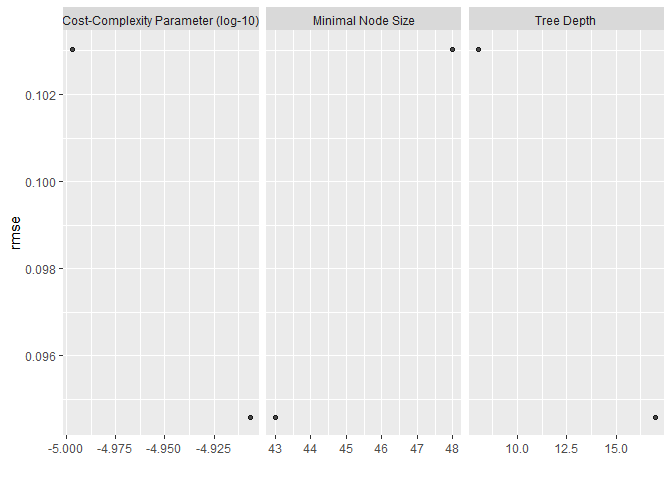 Cost-Complexity Parameter (log-10) Minimal Node Size Tree Depth
0.102
0.100
rmse
0.098
0.096
-5.000 -4.975 -4.950 -4.925 43 44 45 46 47 48 10.0 12.5 15.0